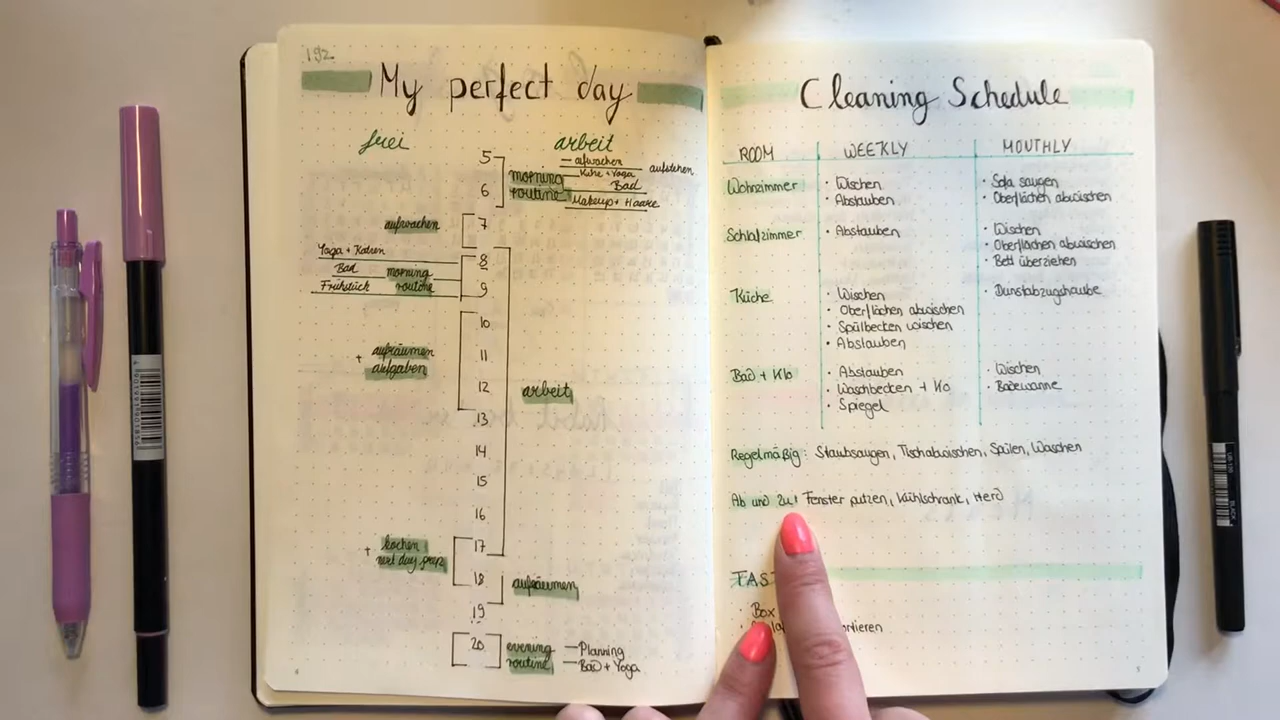 192
My perfect day
frei
arbeit
5
6
morning
routine
— aufwachen
Kühe + Yoga
aufstehen
Bad
Makeup + Haare
aufwachen
7
Yoga + Katzen
Bad
Frühstück
morning
routine
8
9
10
11
12
13
14
15
16
17
18
19
20
+ aufräumen
aufgaben
arbeit
+ kochen
next day prep
aufräumen
evening
routine
— Planning
— Bad + Yoga
Cleaning Schedule
ROOM WEEKLY MONTHLY
Wohnzimmer
• Wischen
• Abstauben
• Sofa saugen
• Oberflächen abwischen
Schlafzimmer
• Abstauben
• Wischen
• Oberflächen abwischen
• Bett überziehen
Küche
• Wischen
• Oberflächen abwischen
• Spülbecken wischen
• Abstauben
• Dunstabzugshaube
Bad + Klo
• Abstauben
• Waschbecken + Klo
• Spiegel
• Wischen
• Badewanne
Regelmäßig: Staubsaugen, Tischabwischen, Spülen, Waschen
Ab und zu: Fenster putzen, Kühlschrank, Herd
• Box
BLACK